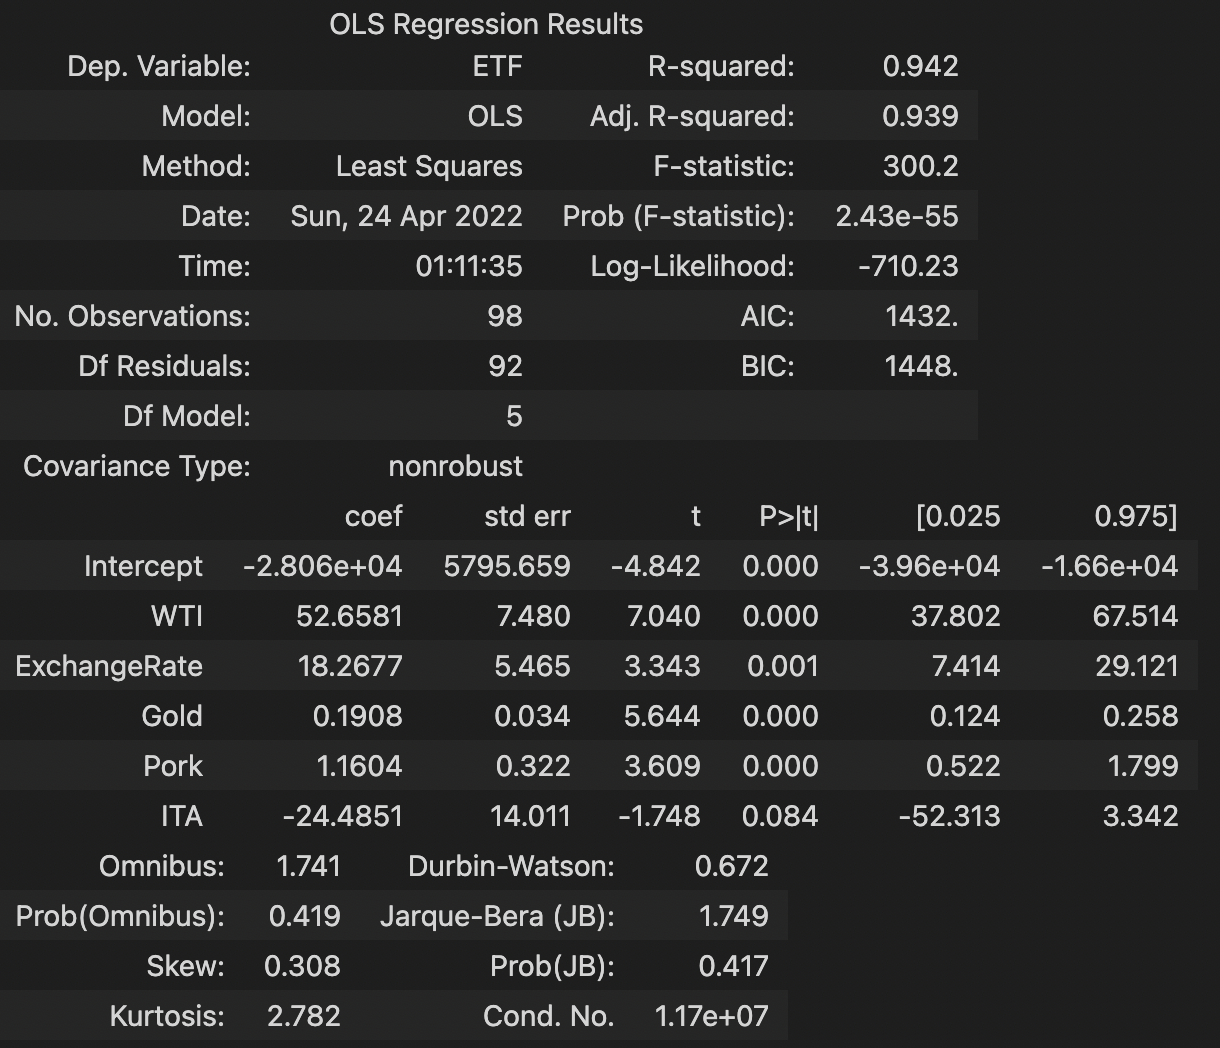 OLS Regression Results
Dep. Variable: ETF R-squared: 0.942
Model: OLS Adj. R-squared: 0.939
Method: Least Squares F-statistic: 300.2
Date: Sun, 24 Apr 2022 Prob (F-statistic): 2.43e-55
Time: 01:11:35 Log-Likelihood: -710.23
No. Observations: 98 AIC: 1432.
Df Residuals: 92 BIC: 1448.
Df Model: 5
Covariance Type: nonrobust
coef std err t P>|t| [0.025 0.975]
Intercept -2.806e+04 5795.659 -4.842 0.000 -3.96e+04 -1.66e+04
WTI 52.6581 7.480 7.040 0.000 37.802 67.514
ExchangeRate 18.2677 5.465 3.343 0.001 7.414 29.121
Gold 0.1908 0.034 5.644 0.000 0.124 0.258
Pork 1.1604 0.322 3.609 0.000 0.522 1.799
ITA -24.4851 14.011 -1.748 0.084 -52.313 3.342
Omnibus: 1.741 Durbin-Watson: 0.672
Prob(Omnibus): 0.419 Jarque-Bera (JB): 1.749
Skew: 0.308 Prob(JB): 0.417
Kurtosis: 2.782 Cond. No. 1.17e+07